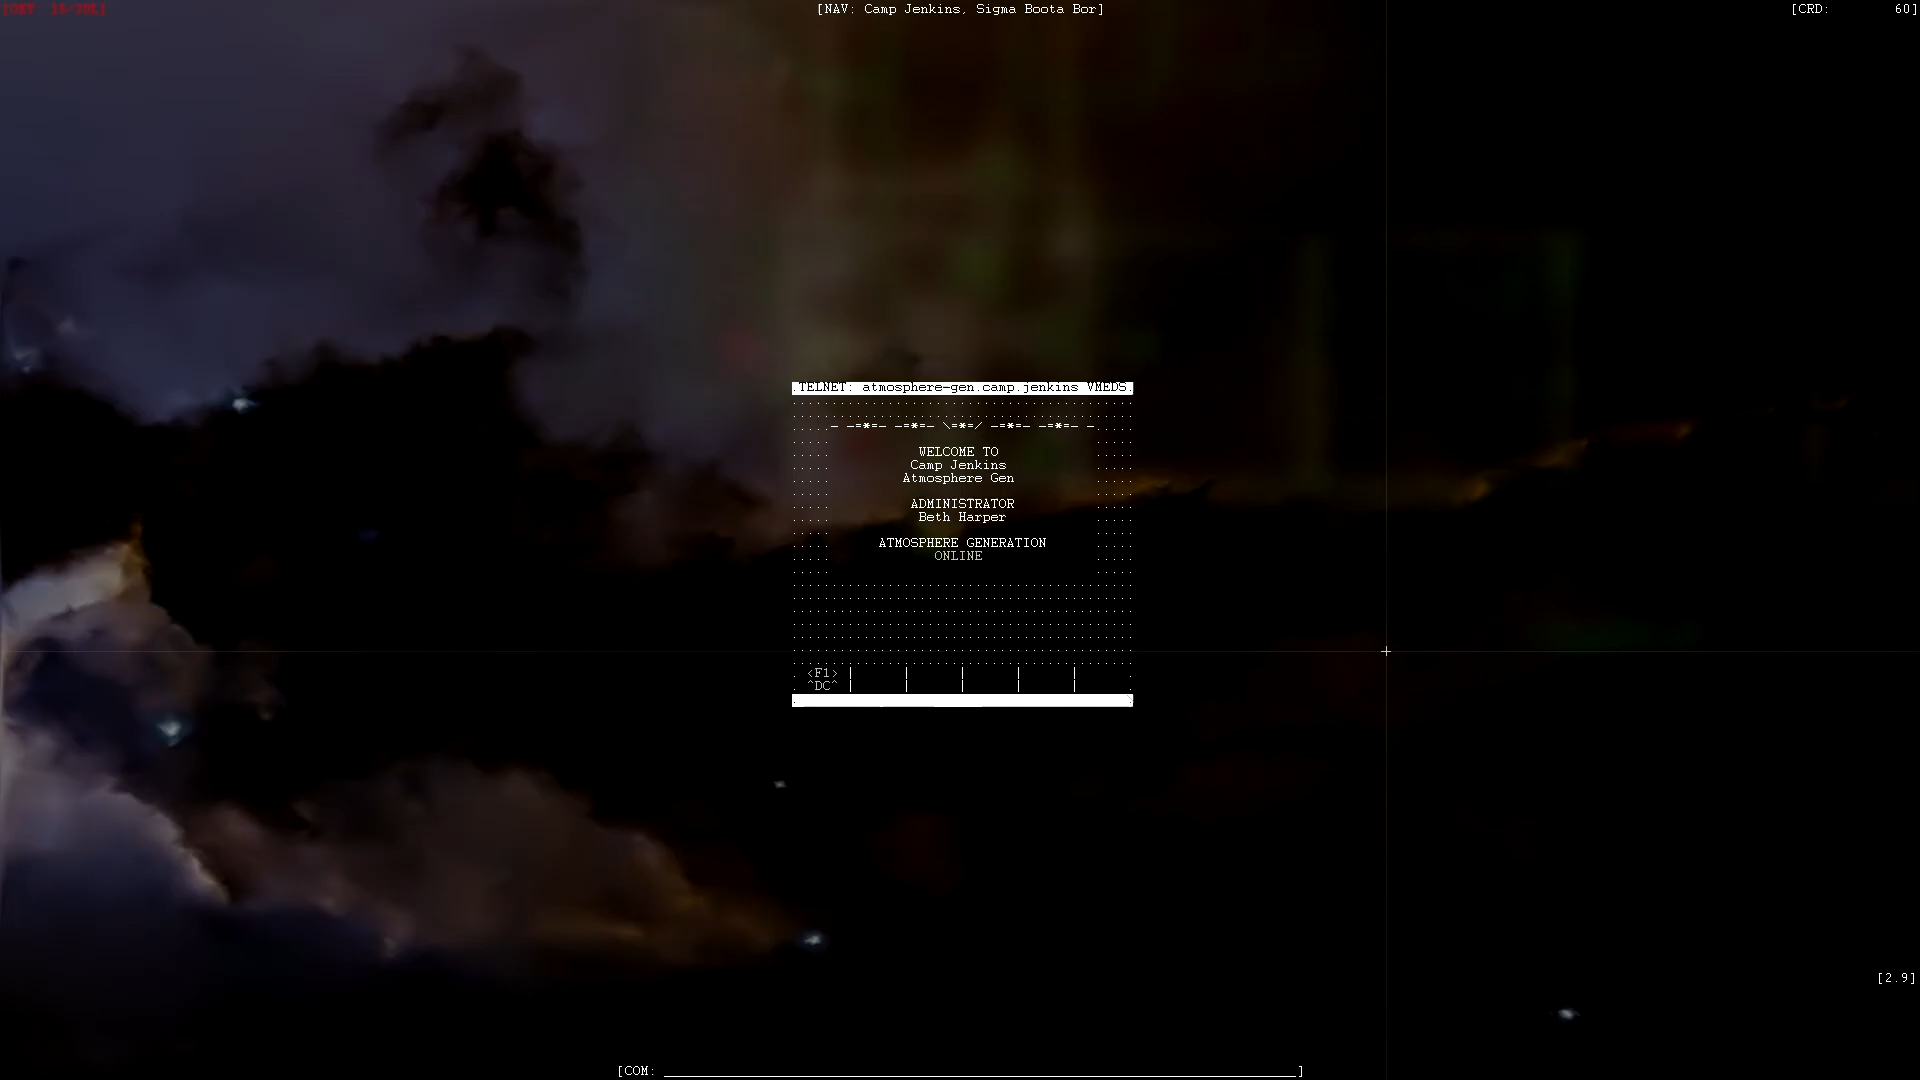 [NAV: Camp Jenkins, Sigma Boota Bor]
[CRD: 60]
TELNET: atmosphere-gen.camp.jenkins VMEDS
- -=*=- -=*=- \=*=/ -=*=- -=*=- -
WELCOME TO
Camp Jenkins
Atmosphere Gen
ADMINISTRATOR
Beth Harper
ATMOSPHERE GENERATION
ONLINE
<F1>
^DC^
[2.9]
[COM: ]